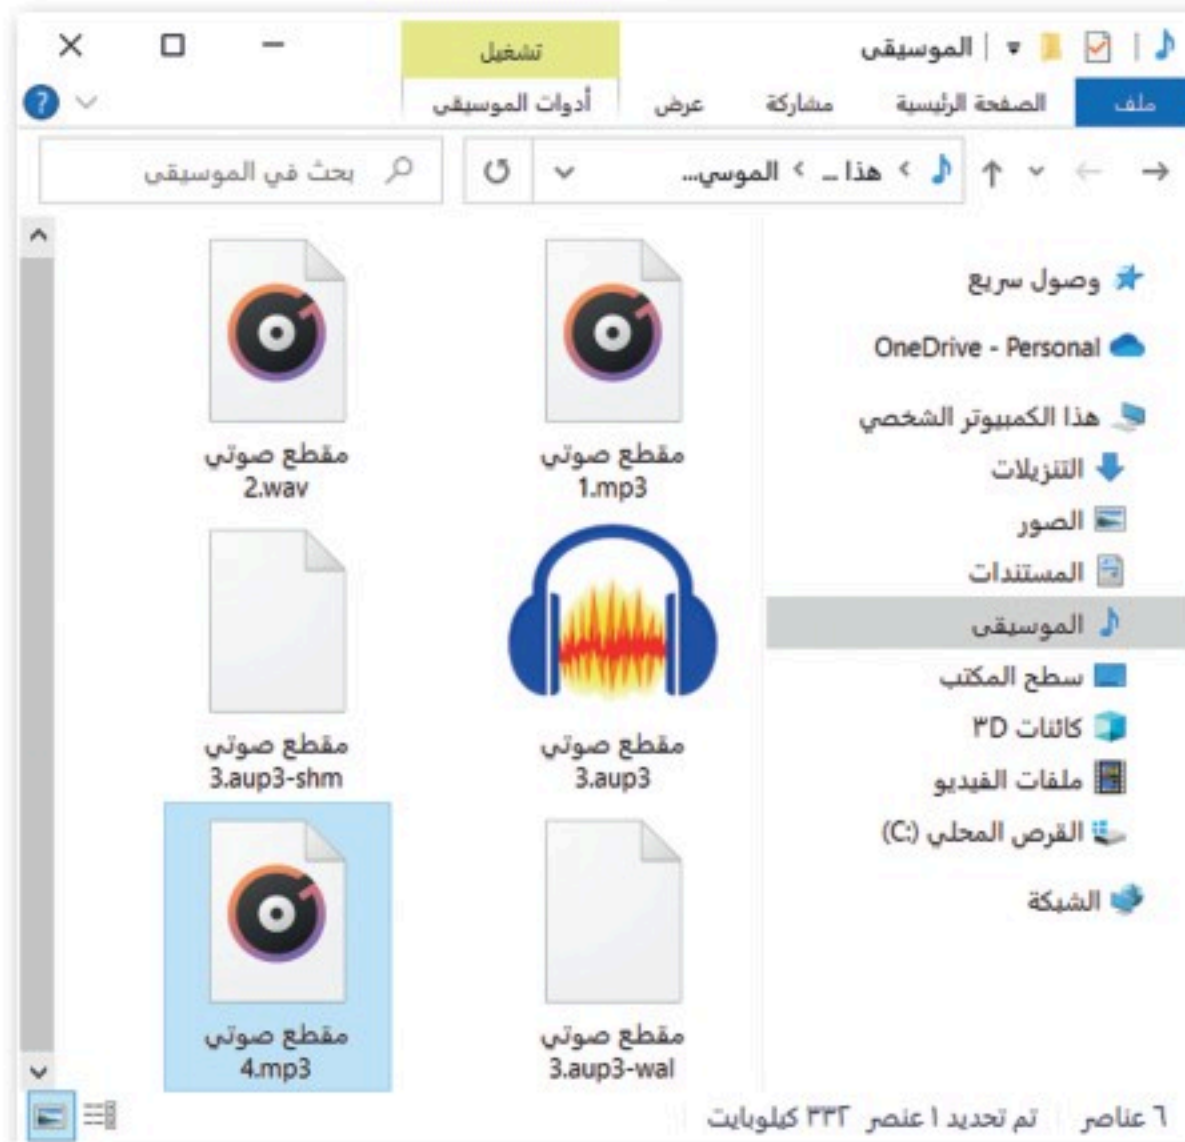 الموسيقى
تشغيل
ملف
الصفحة الرئيسية
مشاركة
عرض
أدوات الموسيقى
?
هذا ... > الموسي...
بحث في الموسيقى
وصول سريع
OneDrive - Personal
هذا الكمبيوتر الشخصي
التنزيلات
الصور
المستندات
الموسيقى
سطح المكتب
كائنات ٣D
ملفات الفيديو
القرص المحلي (C:)
الشبكة
مقطع صوتي
1.mp3
مقطع صوتي
2.wav
مقطع صوتي
3.aup3
مقطع صوتي
3.aup3-shm
مقطع صوتي
3.aup3-wal
مقطع صوتي
4.mp3
٦ عناصر
تم تحديد ١ عنصر ٣٣٢ كيلوبايت